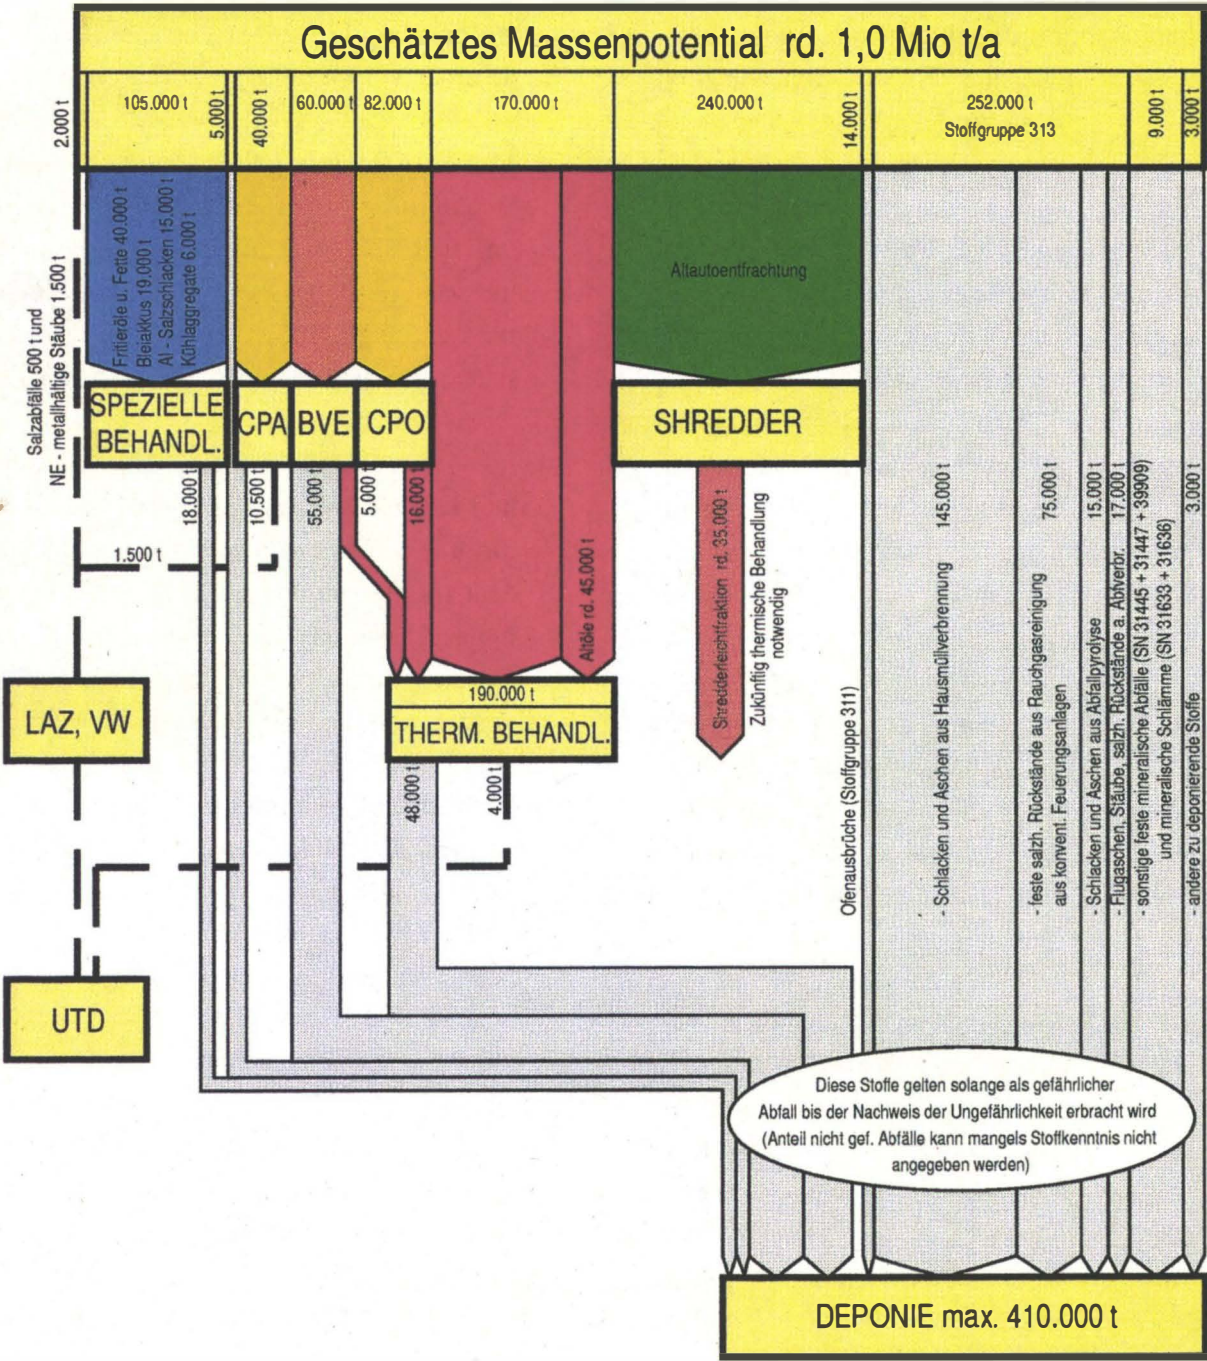 Geschätztes Massenpotential rd. 1,0 Mio t/a
2.000 t
105.000 t
5.000 t
40.000 t
60.000 t
82.000 t
170.000 t
240.000 t
14.000 t
252.000 t
Stoffgruppe 313
9.000 t
3.000 t
Salzabfälle 500 t und
NE - metallhältige Stäube 1.500 t
Fritieröle u. Fette 40.000 t
Bleiakkus 19.000 t
Al - Salzschlacken 15.000 t
Kühlaggregate 6.000 t
Altautoentfrachtung
SPEZIELLE
BEHANDL.
CPA
BVE
CPO
SHREDDER
18.000 t
10.500 t
55.000 t
5.000 t
16.000 t
1.500 t
Altöle rd. 45.000 t
Shredderleichtfraktion rd. 35.000 t
Zukünftig thermische Behandlung
notwendig
Ofenausbrüche (Stoffgruppe 311)
- Schlacken und Aschen aus Hausmüllverbrennung 145.000 t
- feste salzh. Rückstände aus Rauchgasreinigung
aus konvent. Feuerungsanlagen 75.000 t
- Schlacken und Aschen aus Abfallpyrolyse 15.000 t
- Flugaschen, Stäube, salzh. Rückstände a. Abfverbr. 17.000 t
- sonstige feste mineralische Abfälle (SN 31445 + 31447 + 39909)
und mineralische Schlämme (SN 31633 + 31636)
- andere zu deponierende Stoffe 3.000 t
LAZ, VW
190.000 t
THERM. BEHANDL.
48.000 t
4.000 t
UTD
Diese Stoffe gelten solange als gefährlicher
Abfall bis der Nachweis der Ungefährlichkeit erbracht wird
(Anteil nicht gef. Abfälle kann mangels Stoffkenntnis nicht
angegeben werden)
DEPONIE max. 410.000 t